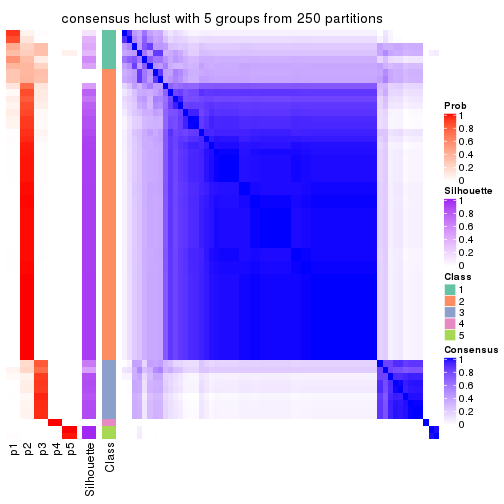 consensus hclust with 5 groups from 250 partitions
Prob
1
0.8
0.6
0.4
0.2
0
Silhouette
1
0.8
0.6
0.4
0.2
0
Class
1
2
3
4
5
Consensus
1
0.8
0.6
0.4
0.2
0
p1
p2
p3
p4
p5
Silhouette
Class